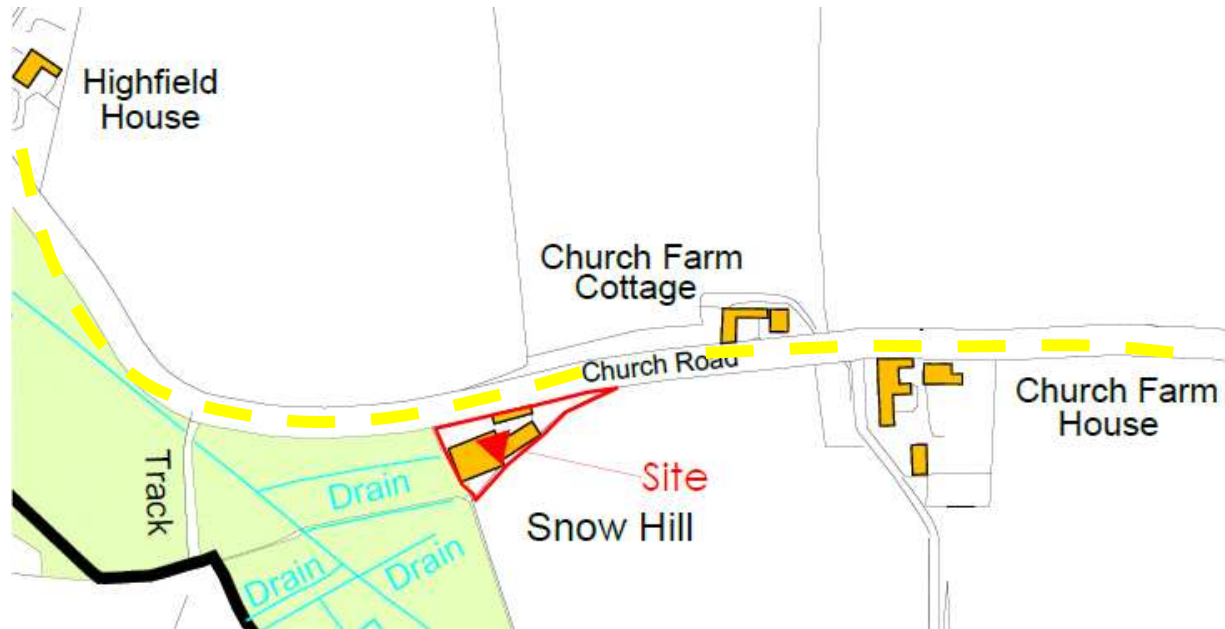 Highfield
House
Church Farm
Cottage
Church Road
Church Farm
House
Track
Drain
Site
Snow Hill
Drain
Drain